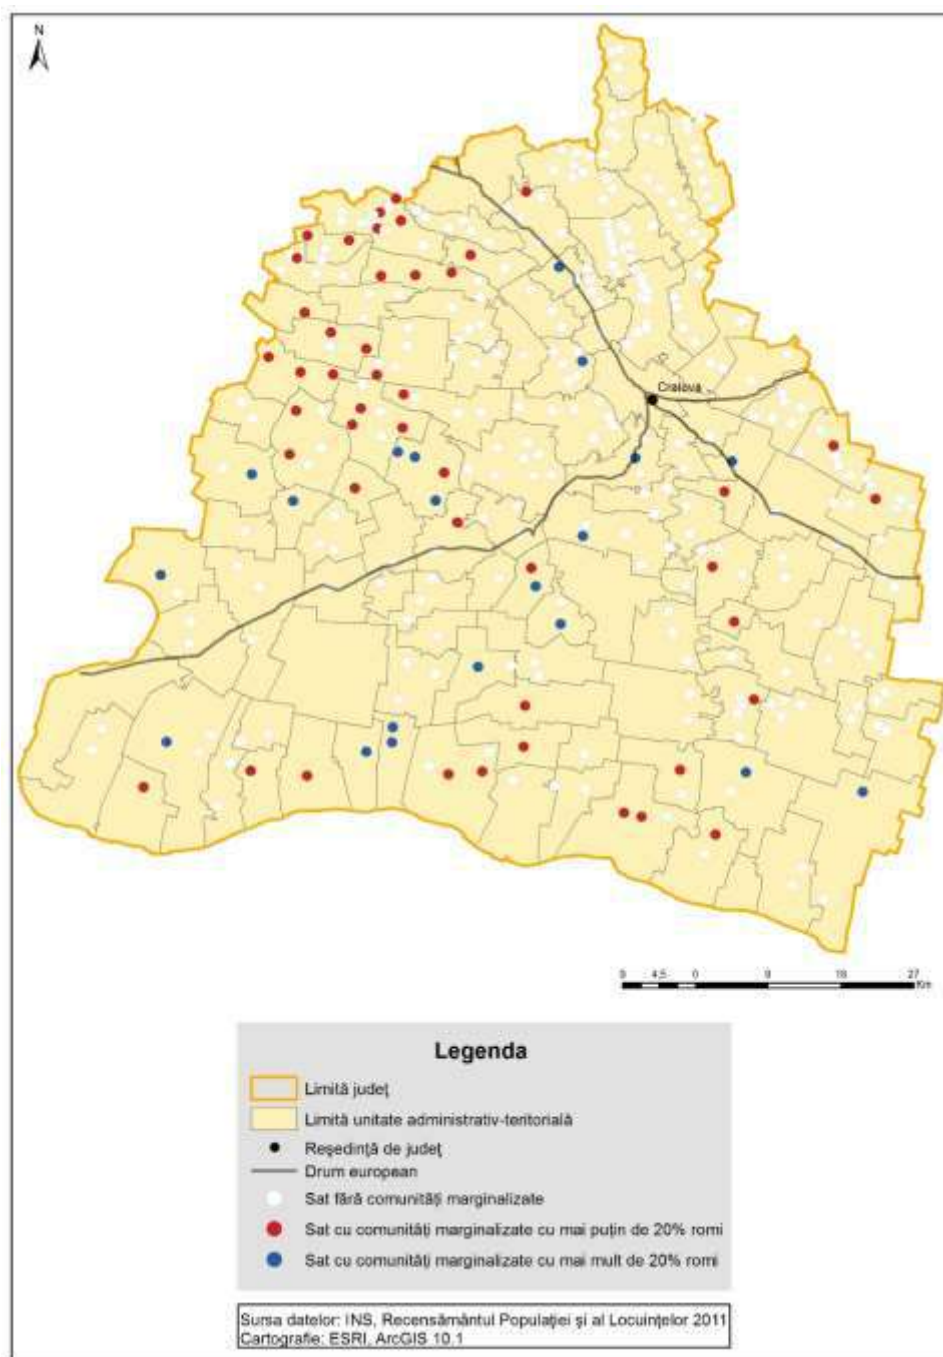 N
Craiova
9 4,5 0 9 18 27
Km
Legenda
Limită județ
Limită unitate administrativ-teritorială
Reședință de județ
Drum european
Sat fără comunități marginalizate
Sat cu comunități marginalizate cu mai puțin de 20% romi
Sat cu comunități marginalizate cu mai mult de 20% romi
Sursa datelor: INS, Recensământul Populației și al Locuințelor 2011
Cartografie: ESRI, ArcGIS 10.1